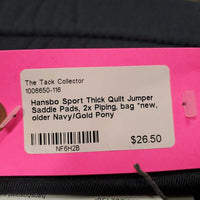 The Tack Collector
1006650-116
Hansbo Sport Thick Quilt Jumper
Saddle Pads, 2x Piping, bag *new,
older Navy/Gold Pony
$26.50
NF6H2B